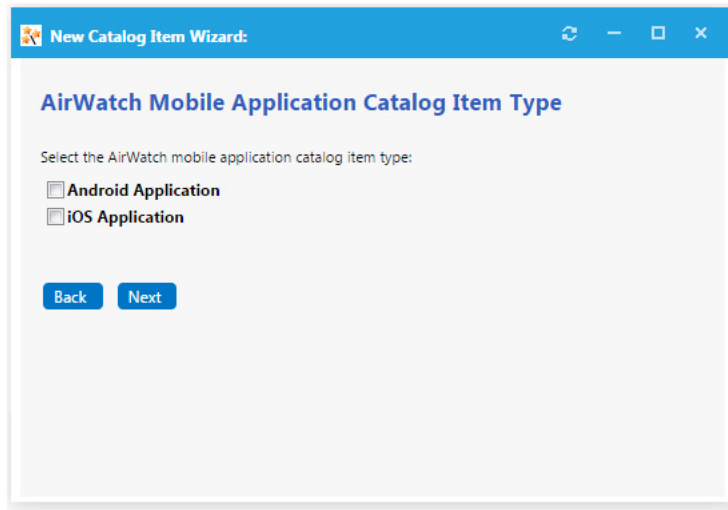 New Catalog Item Wizard:
AirWatch Mobile Application Catalog Item Type
Select the AirWatch mobile application catalog item type:
Android Application
iOS Application
Back Next